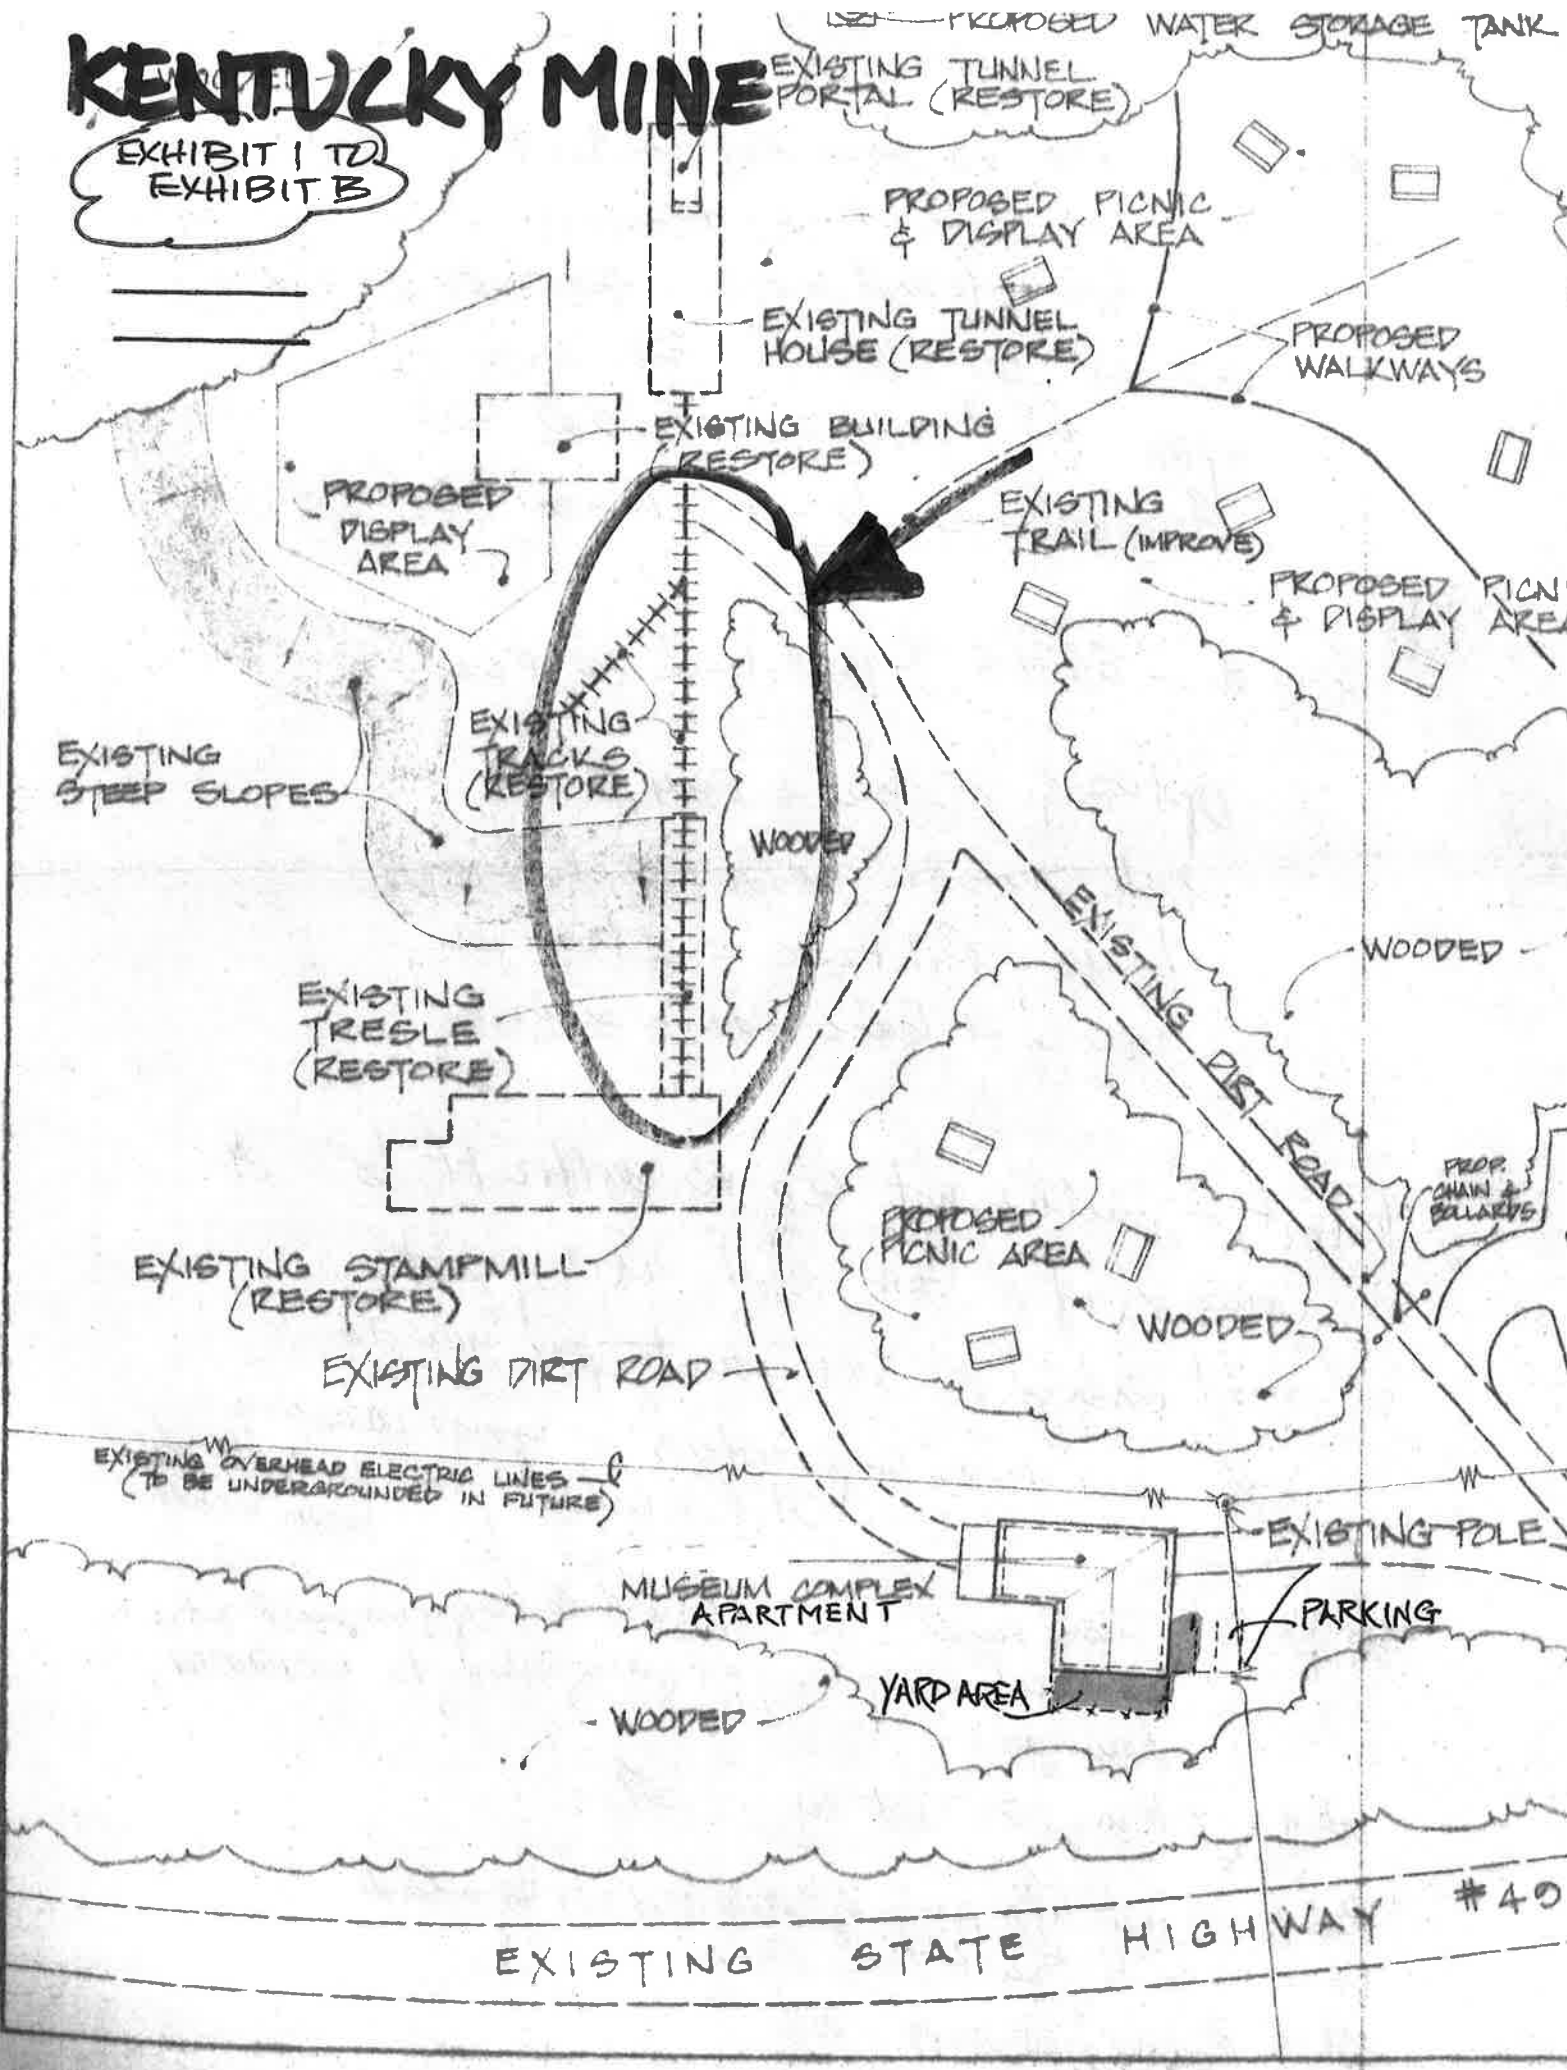 PROPOSED WATER STORAGE TANK
KENTUCKY MINE
EXISTING TUNNEL
PORTAL (RESTORE)
EXHIBIT 1 TO
EXHIBIT B
PROPOSED PICNIC
& DISPLAY AREA
EXISTING TUNNEL
HOUSE (RESTORE)
PROPOSED
WALKWAYS
EXISTING BUILDING
(RESTORE)
PROPOSED
DISPLAY
AREA
EXISTING
TRAIL (IMPROVE)
PROPOSED PICN
& DISPLAY AREA
EXISTING
TRACKS
(RESTORE)
EXISTING
STEEP SLOPES
WOODED
EXISTING DIRT ROAD
WOODED
EXISTING
TRESLE
(RESTORE)
PROP.
CHAIN &
BOLLARDS
PROPOSED
PICNIC AREA
EXISTING STAMPMILL
(RESTORE)
WOODED
EXISTING DIRT ROAD
EXISTING OVERHEAD ELECTRIC LINES
(TO BE UNDERGROUNDED IN FUTURE)
EXISTING POLE
MUSEUM COMPLEX
APARTMENT
PARKING
YARD AREA
WOODED
EXISTING STATE HIGHWAY #49